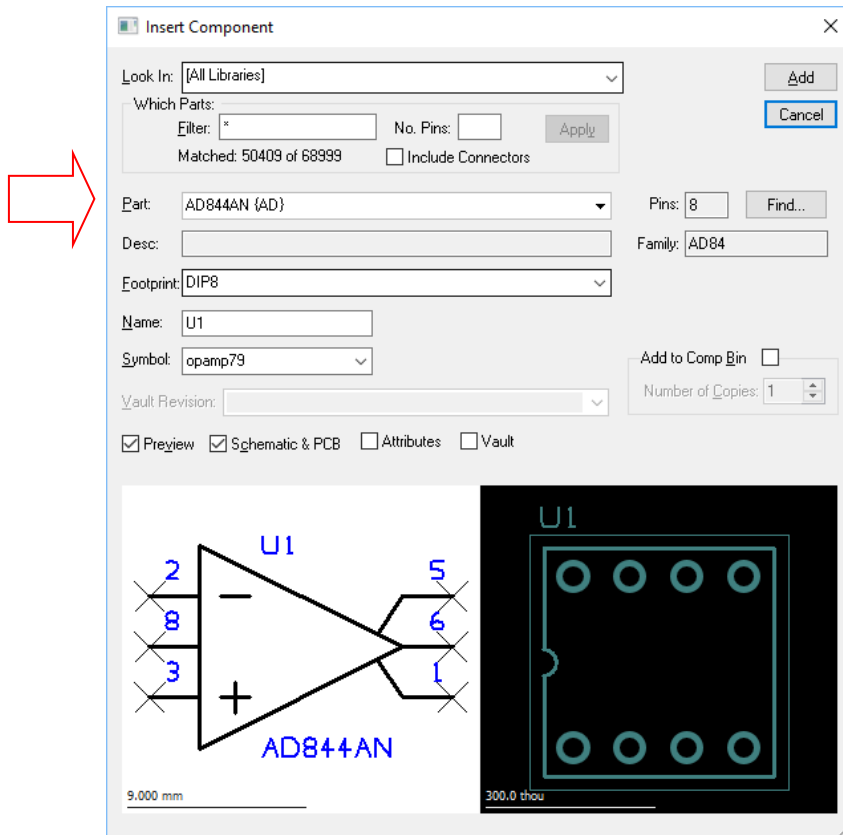 Insert Component
Look In: [All Libraries]
Add
Which Parts:
Cancel
Filter: * No. Pins: Apply
Matched: 50409 of 68999 Include Connectors
Part: AD844AN {AD} Pins: 8 Find...
Desc: Family: AD84
Footprint: DIP8
Name: U1
Symbol: opamp79 Add to Comp Bin
Vault Revision: Number of Copies: 1
Preview Schematic & PCB Attributes Vault
U1
2 5
8 6
3 1
AD844AN
9.000 mm
U1
300.0 thou